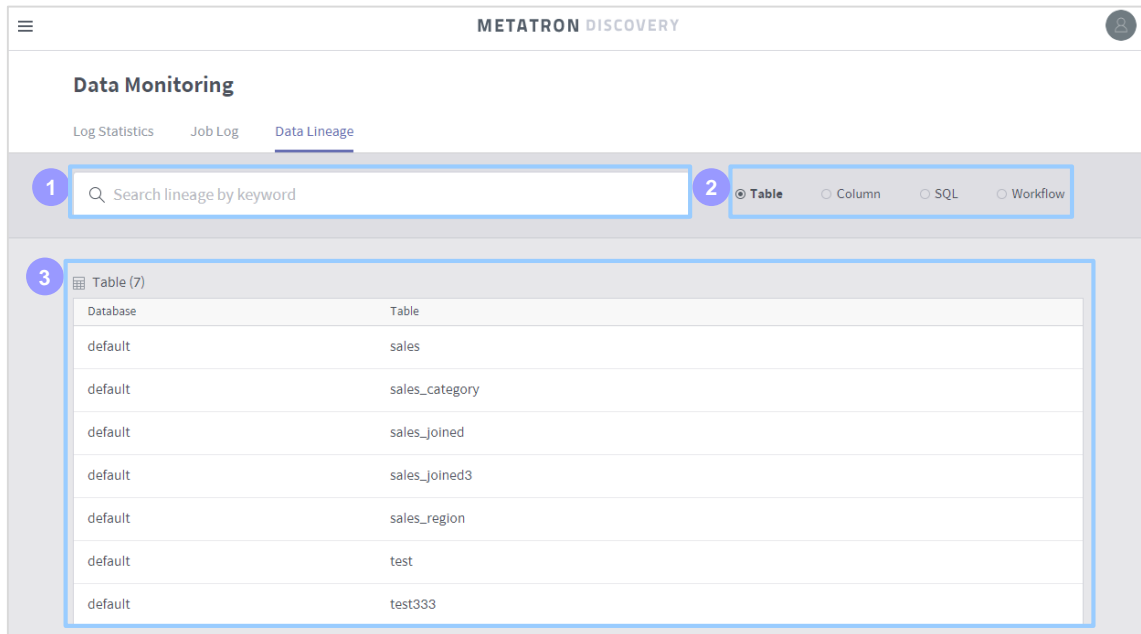 METATRON DISCOVERY
Data Monitoring
Log Statistics Job Log Data Lineage
1 Search lineage by keyword 2 Table Column SQL Workflow
3 Table (7)
Database Table
default sales
default sales_category
default sales_joined
default sales_joined3
default sales_region
default test
default test333